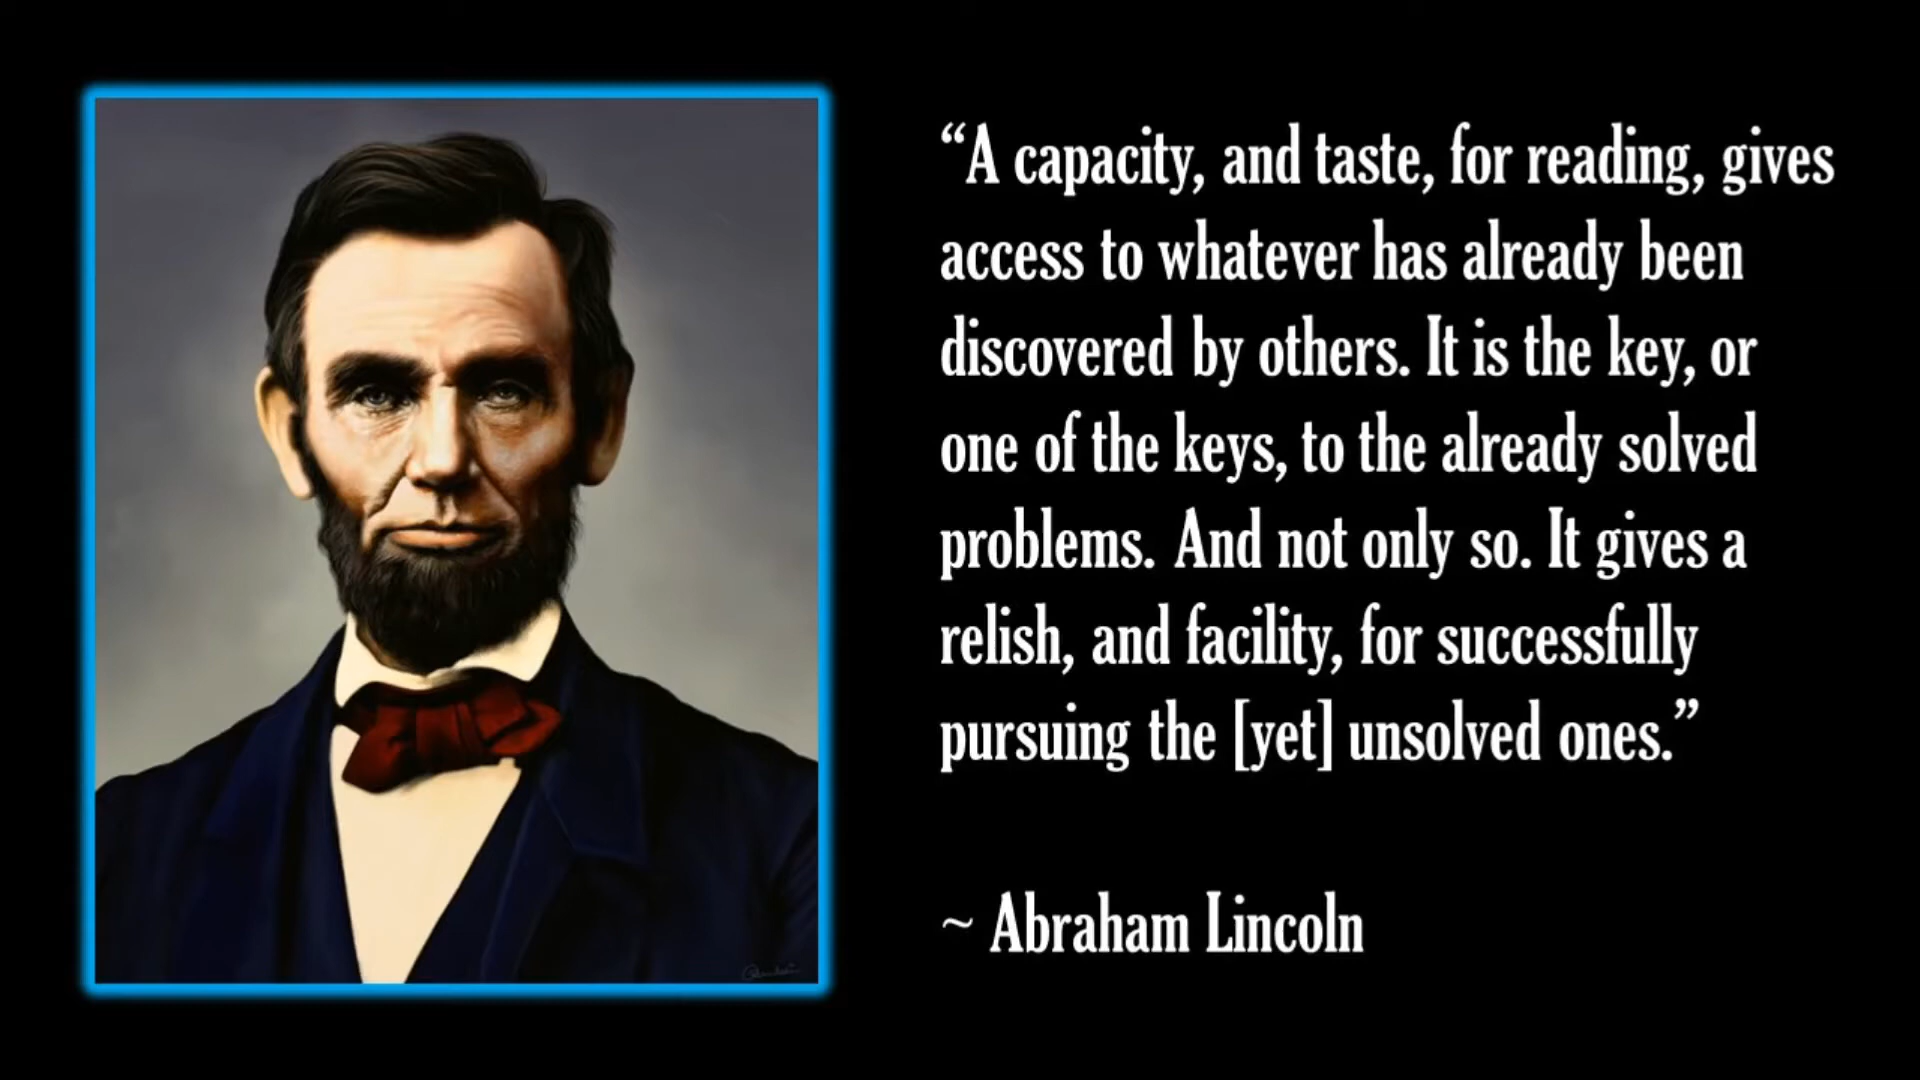 “A capacity, and taste, for reading, gives
access to whatever has already been
discovered by others. It is the key, or
one of the keys, to the already solved
problems. And not only so. It gives a
relish, and facility, for successfully
pursuing the [yet] unsolved ones.”
~ Abraham Lincoln